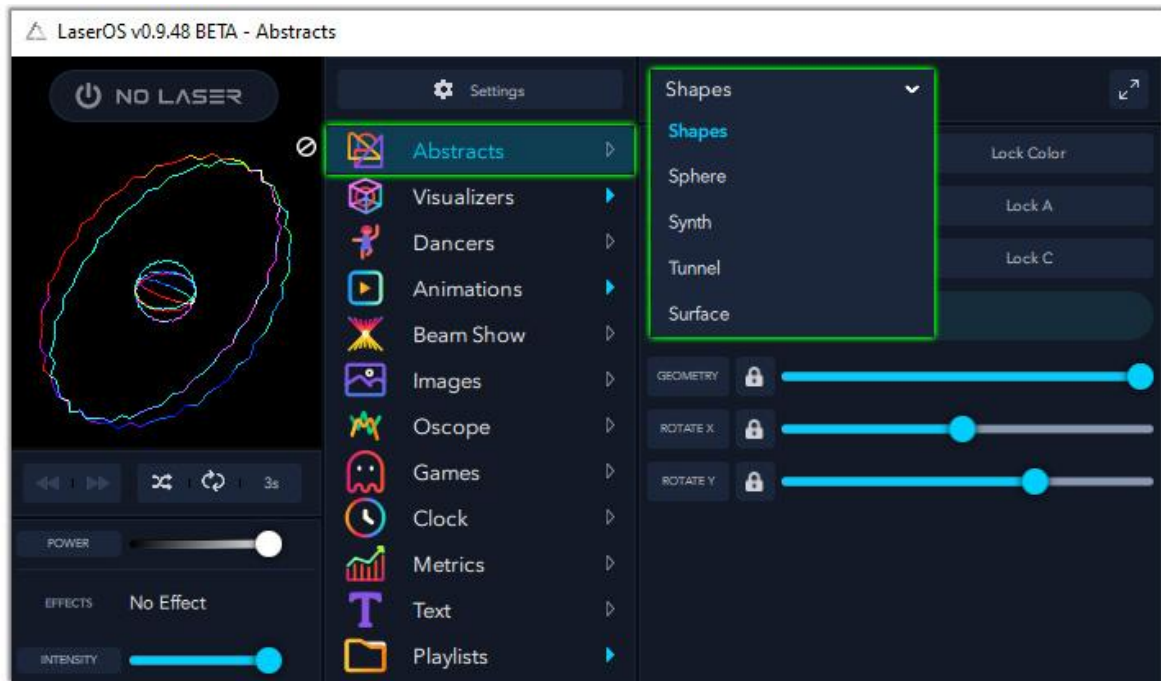 LaserOS v0.9.48 BETA - Abstracts
NO LASER
3s
POWER
EFFECTS No Effect
INTENSITY
Settings
Abstracts
Visualizers
Dancers
Animations
Beam Show
Images
Oscope
Games
Clock
Metrics
Text
Playlists
Shapes
Shapes
Sphere
Synth
Tunnel
Surface
Lock Color
Lock A
Lock C
GEOMETRY
ROTATE X
ROTATE Y